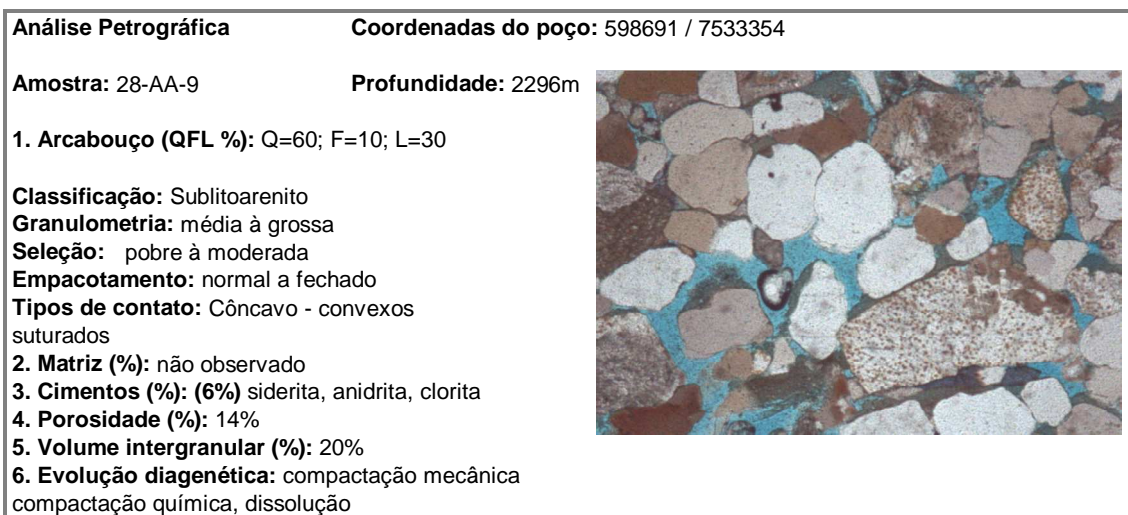 Análise Petrográfica Coordenadas do poço: 598691 / 7533354
Amostra: 28-AA-9 Profundidade: 2296m
1. Arcabouço (QFL %): Q=60; F=10; L=30
Classificação: Sublitoarenito
Granulometria: média à grossa
Seleção: pobre à moderada
Empacotamento: normal a fechado
Tipos de contato: Côncavo - convexos
suturados
2. Matriz (%): não observado
3. Cimentos (%): (6%) siderita, anidrita, clorita
4. Porosidade (%): 14%
5. Volume intergranular (%): 20%
6. Evolução diagenética: compactação mecânica
compactação química, dissolução